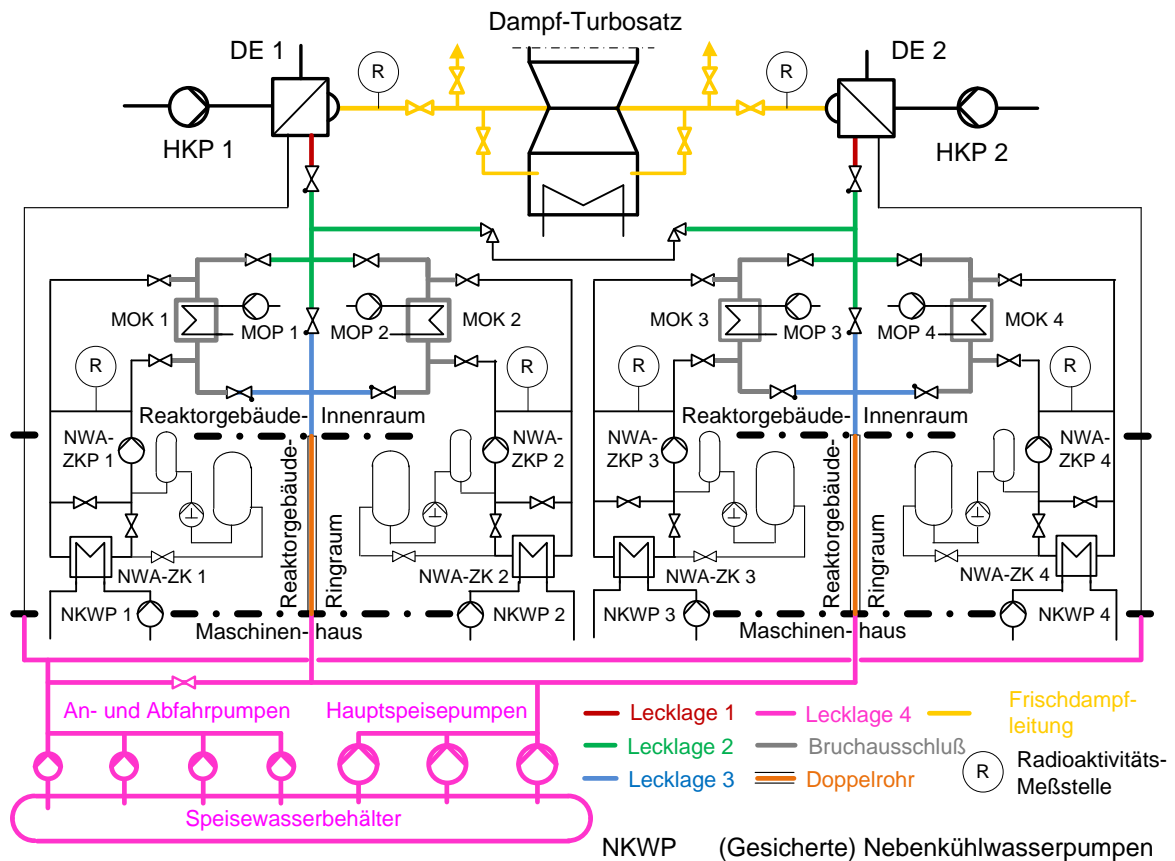 Dampf-Turbosatz
DE 1
DE 2
R
R
HKP 1
HKP 2
MOK 1
MOP 1
MOP 2
MOK 2
MOK 3
MOP 3
MOP 4
MOK 4
R
R
R
R
Reaktorgebäude-
Innenraum
Reaktorgebäude-
Innenraum
NWA-
ZKP 1
NWA-
ZKP 2
NWA-
ZKP 3
NWA-
ZKP 4
Reaktorgebäude-
Ringraum
Reaktorgebäude-
Ringraum
NWA-ZK 1
NWA-ZK 2
NWA-ZK 3
NWA-ZK 4
NKWP 1
NKWP 2
NKWP 3
NKWP 4
Maschinen-haus
Maschinen-haus
An- und Abfahrpumpen
Hauptspeisepumpen
Speisewasserbehälter
Lecklage 1
Lecklage 4
Frischdampf-
leitung
Lecklage 2
Bruchausschluß
Lecklage 3
Doppelrohr
R
Radioaktivitäts-
Meßstelle
NKWP (Gesicherte) Nebenkühlwasserpumpen